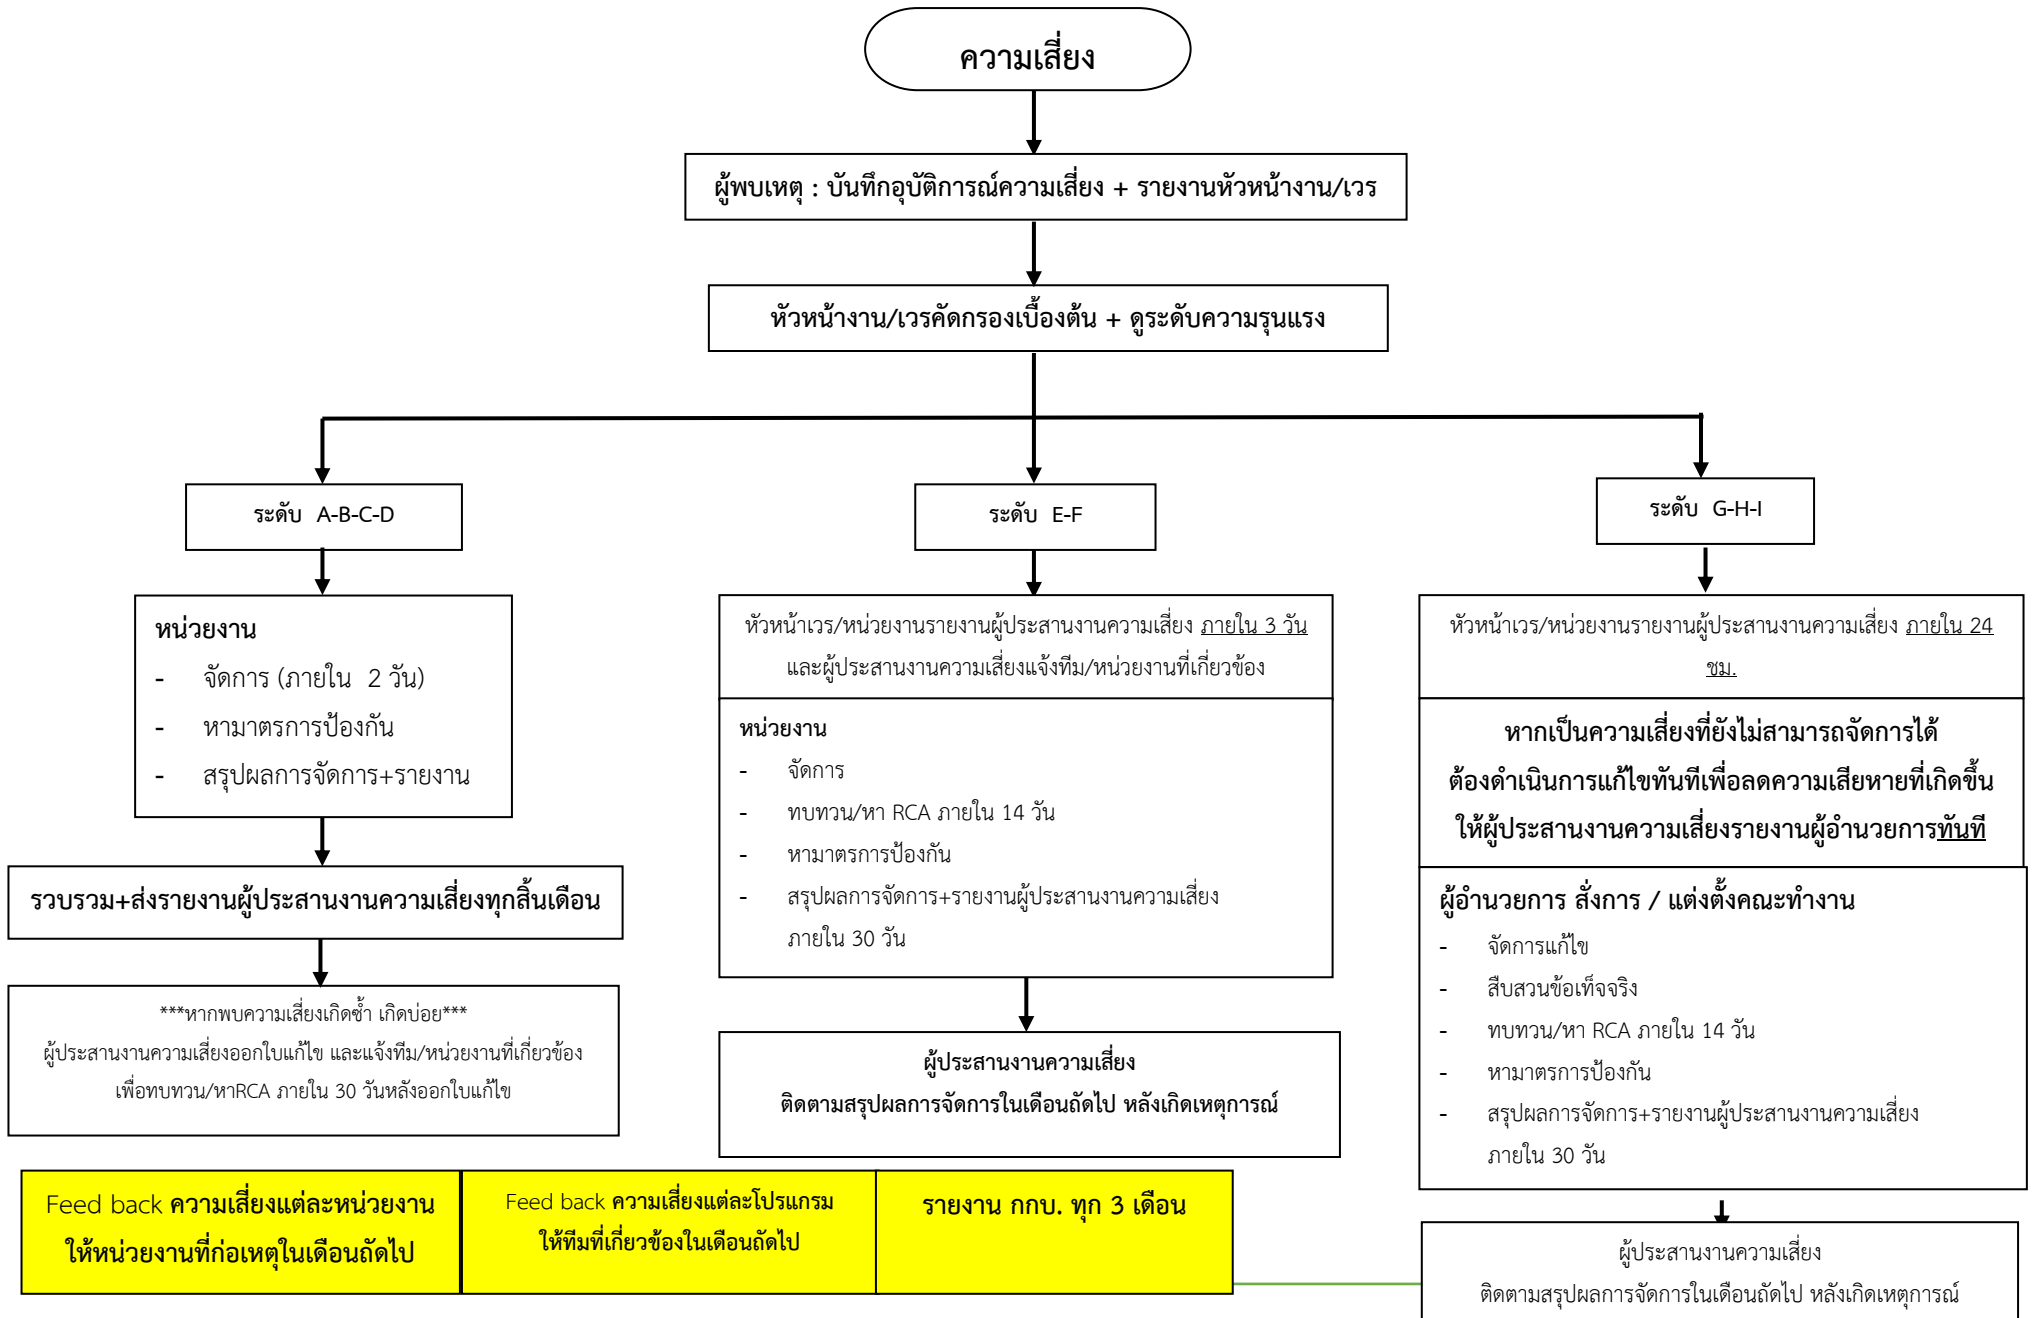 ความเสี่ยง
ผู้พบเหตุ : บันทึกอุบัติการณ์ความเสี่ยง + รายงานหัวหน้างาน/เวร
หัวหน้างาน/เวรคัดกรองเบื้องต้น + ดูระดับความรุนแรง
ระดับ A-B-C-D
หน่วยงาน
- จัดการ (ภายใน 2 วัน)
- หามาตรการป้องกัน
- สรุปผลการจัดการ+รายงาน
รวบรวม+ส่งรายงานผู้ประสานงานความเสี่ยงทุกสิ้นเดือน
***หากพบความเสี่ยงเกิดซ้ำ เกิดบ่อย***
ผู้ประสานงานความเสี่ยงออกใบแก้ไข และแจ้งทีม/หน่วยงานที่เกี่ยวข้อง
เพื่อทบทวน/หาRCA ภายใน 30 วันหลังออกใบแก้ไข
ระดับ E-F
หัวหน้าเวร/หน่วยงานรายงานผู้ประสานงานความเสี่ยง ภายใน 3 วัน
และผู้ประสานงานความเสี่ยงแจ้งทีม/หน่วยงานที่เกี่ยวข้อง
หน่วยงาน
- จัดการ
- ทบทวน/หา RCA ภายใน 14 วัน
- หามาตรการป้องกัน
- สรุปผลการจัดการ+รายงานผู้ประสานงานความเสี่ยง
ภายใน 30 วัน
ผู้ประสานงานความเสี่ยง
ติดตามสรุปผลการจัดการในเดือนถัดไป หลังเกิดเหตุการณ์
ระดับ G-H-I
หัวหน้าเวร/หน่วยงานรายงานผู้ประสานงานความเสี่ยง ภายใน 24
ชม.
หากเป็นความเสี่ยงที่ยังไม่สามารถจัดการได้
ต้องดำเนินการแก้ไขทันทีเพื่อลดความเสียหายที่เกิดขึ้น
ให้ผู้ประสานงานความเสี่ยงรายงานผู้อำนวยการทันที
ผู้อำนวยการ สั่งการ / แต่งตั้งคณะทำงาน
- จัดการแก้ไข
- สืบสวนข้อเท็จจริง
- ทบทวน/หา RCA ภายใน 14 วัน
- หามาตรการป้องกัน
- สรุปผลการจัดการ+รายงานผู้ประสานงานความเสี่ยง
ภายใน 30 วัน
ผู้ประสานงานความเสี่ยง
ติดตามสรุปผลการจัดการในเดือนถัดไป หลังเกิดเหตุการณ์
Feed back ความเสี่ยงแต่ละหน่วยงาน
ให้หน่วยงานที่ก่อเหตุในเดือนถัดไป
Feed back ความเสี่ยงแต่ละโปรแกรม
ให้ทีมที่เกี่ยวข้องในเดือนถัดไป
รายงาน กกบ. ทุก 3 เดือน